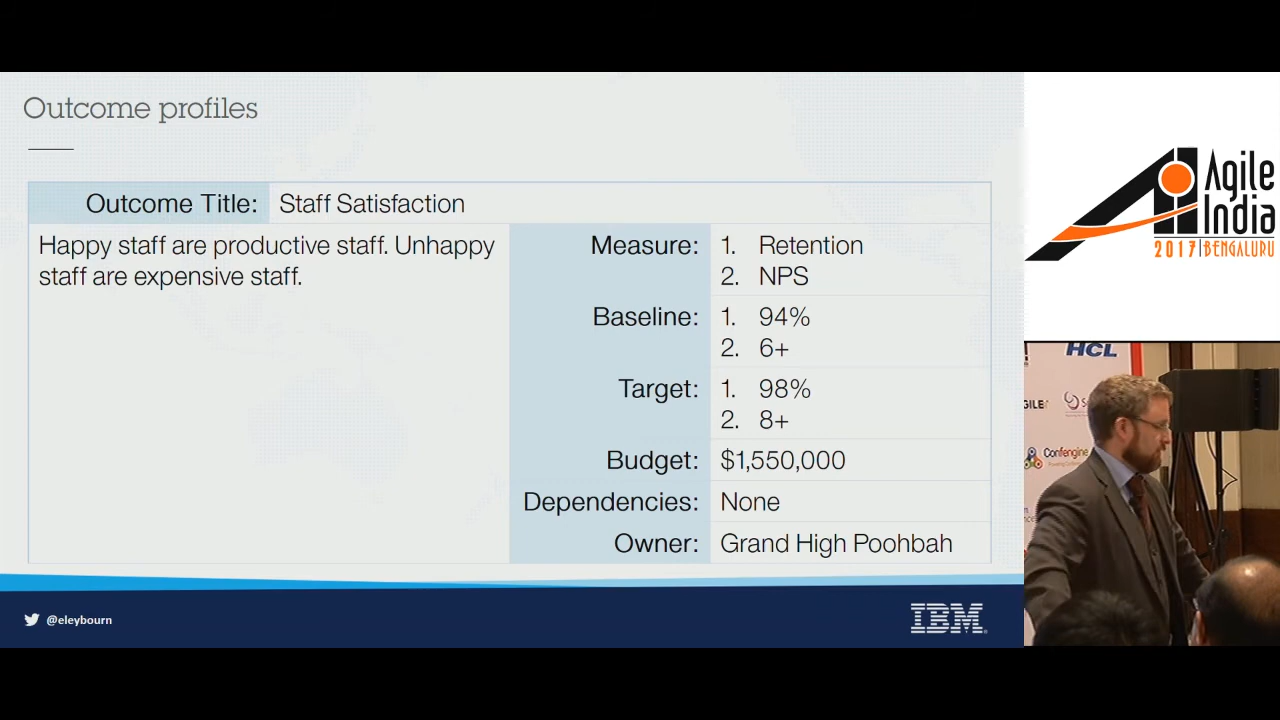 Outcome profiles
Outcome Title: Staff Satisfaction
Happy staff are productive staff. Unhappy
staff are expensive staff.
Measure: 1. Retention
2. NPS
Baseline: 1. 94%
2. 6+
Target: 1. 98%
2. 8+
Budget: $1,550,000
Dependencies: None
Owner: Grand High Poohbah
@eleybourn
IBM
Agile
India
2017 | BENGALURU
HCL
Confengine